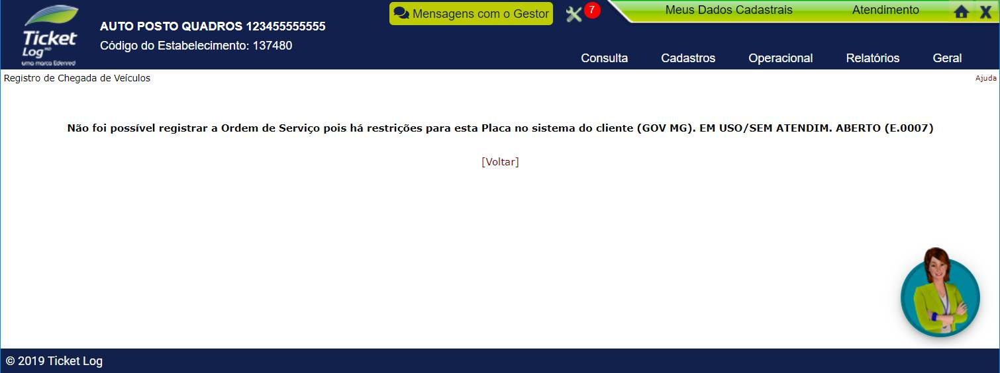 Ticket
Log MD
uma marca Edenred
AUTO POSTO QUADROS 123455555555
Código do Estabelecimento: 137480
Mensagens com o Gestor
7
Meus Dados Cadastrais
Atendimento
X
Consulta
Cadastros
Operacional
Relatórios
Geral
Registro de Chegada de Veículos
Ajuda
Não foi possível registrar a Ordem de Serviço pois há restrições para esta Placa no sistema do cliente (GOV MG). EM USO/SEM ATENDIM. ABERTO (E.0007)
[Voltar]
© 2019 Ticket Log